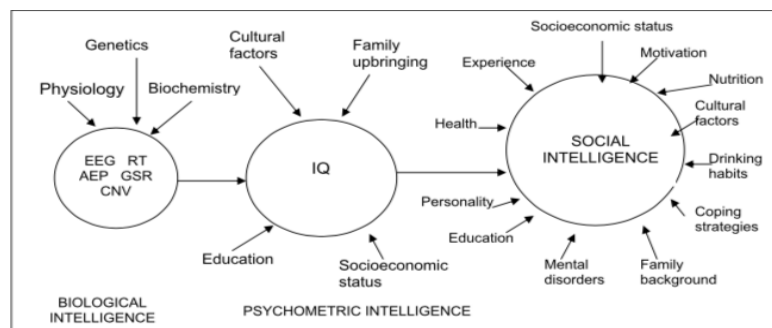 Genetics
Physiology
Biochemistry
EEG RT
AEP GSR
CNV
BIOLOGICAL
INTELLIGENCE
Cultural
factors
Family
upbringing
IQ
Education
Socioeconomic
status
PSYCHOMETRIC INTELLIGENCE
Socioeconomic status
Motivation
Experience
Nutrition
Cultural
factors
Health
SOCIAL
INTELLIGENCE
Drinking
habits
Personality
Coping
strategies
Education
Mental
disorders
Family
background